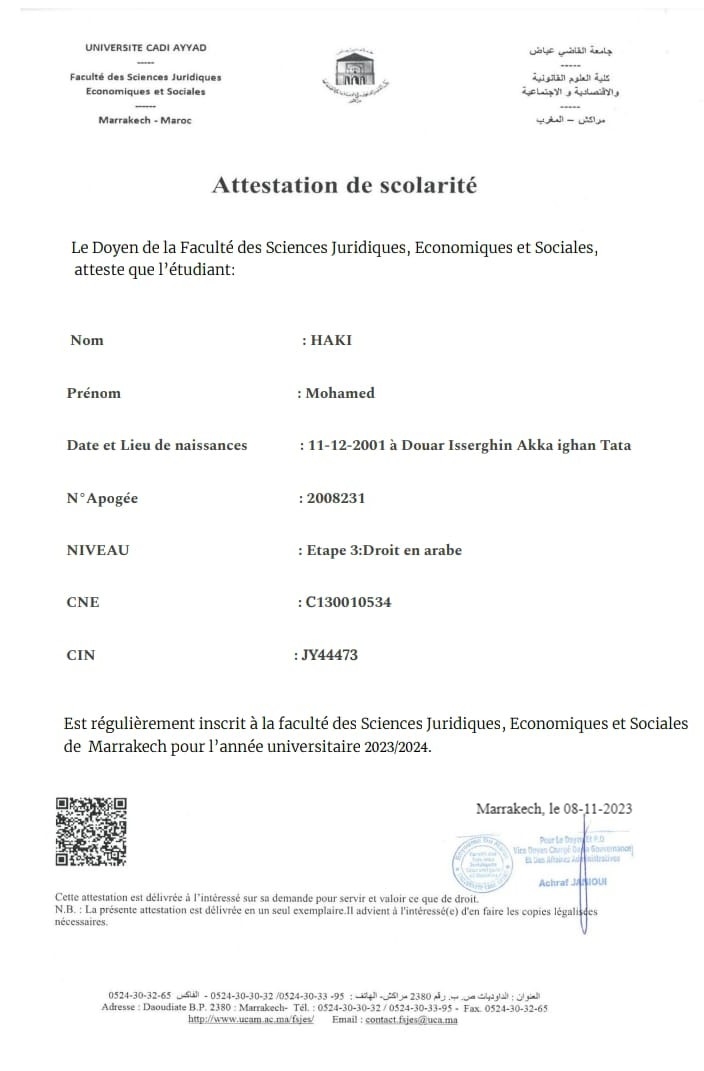 UNIVERSITE CADI AYYAD
-----
Faculté des Sciences Juridiques
Economiques et Sociales
------
Marrakech - Maroc
جامعة القاضي عياض
-----
كلية العلوم القانونية
والاقتصادية و الاجتماعية
-----
مراكش – المغرب
Attestation de scolarité
Le Doyen de la Faculté des Sciences Juridiques, Economiques et Sociales,
atteste que l’étudiant:
Nom : HAKI
Prénom : Mohamed
Date et Lieu de naissances : 11-12-2001 à Douar Isserghin Akka ighan Tata
N°Apogée : 2008231
NIVEAU : Etape 3:Droit en arabe
CNE : C130010534
CIN : JY44473
Est régulièrement inscrit à la faculté des Sciences Juridiques, Economiques et Sociales
de Marrakech pour l’année universitaire 2023/2024.
Marrakech, le 08-11-2023
Pour Le Doyen Et P.O
Vice Doyen Chargé De la Gouvernance
Et Des Affaires Administratives
Achraf JANIOUI
Cette attestation est délivrée à l’intéressé sur sa demande pour servir et valoir ce que de droit.
N.B. : La présente attestation est délivrée en un seul exemplaire.Il advient à l'intéressé(e) d'en faire les copies légalisées
nécessaires.
العنوان : الداوديات ص. ب. رقم 2380 مراكش- الهاتف : 95- 0524-30-33/ 0524-30-30-32 - الفاكس 0524-30-32-65
Adresse : Daoudiate B.P. 2380 : Marrakech- Tél. : 0524-30-30-32 / 0524-30-33-95 - Fax. 0524-30-32-65
http://www.ucam.ac.ma/fsjes/ Email : contact.fsjes@uca.ma